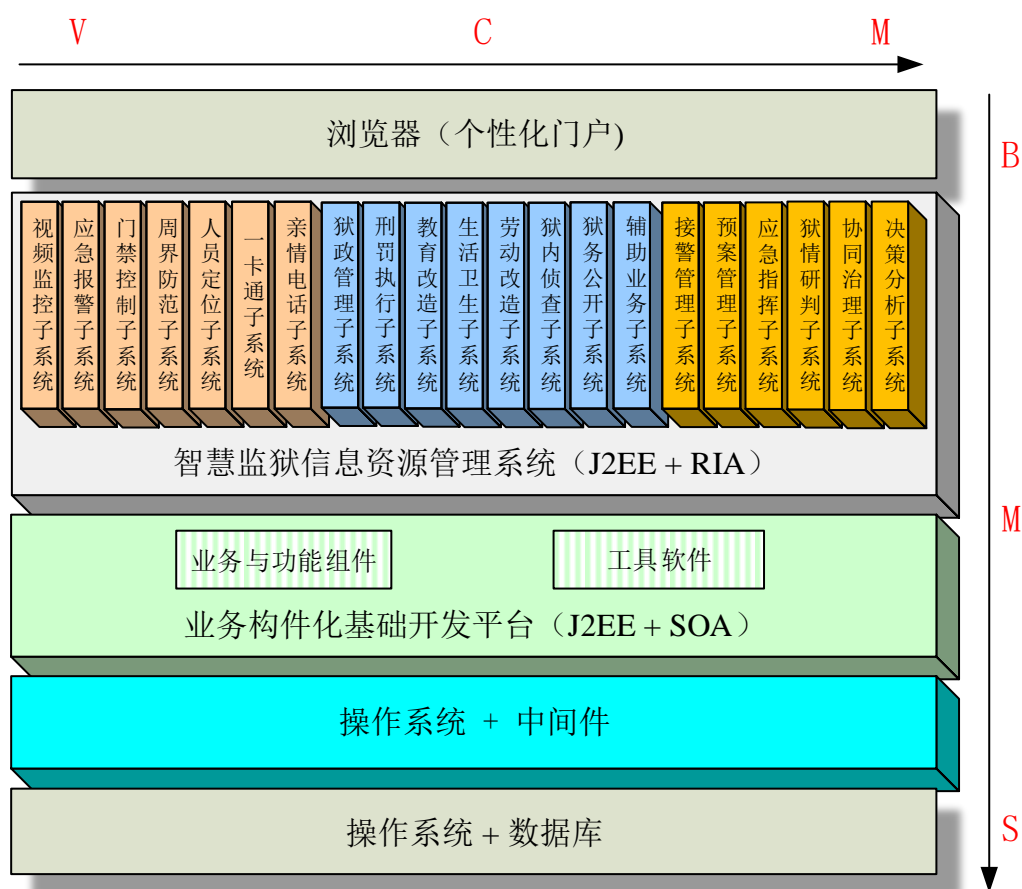 V
C
M
浏览器（个性化门户)
B
视频监控子系统
应急报警子系统
门禁控制子系统
周界防范子系统
人员定位子系统
一卡通子系统
亲情电话子系统
狱政管理子系统
刑罚执行子系统
教育改造子系统
生活卫生子系统
劳动改造子系统
狱内侦查子系统
狱务公开子系统
辅助业务子系统
接警管理子系统
预案管理子系统
应急指挥子系统
狱情研判子系统
协同治理子系统
决策分析子系统
智慧监狱信息资源管理系统（J2EE + RIA）
M
业务与功能组件
工具软件
业务构件化基础开发平台（J2EE + SOA）
操作系统 + 中间件
操作系统 + 数据库
S